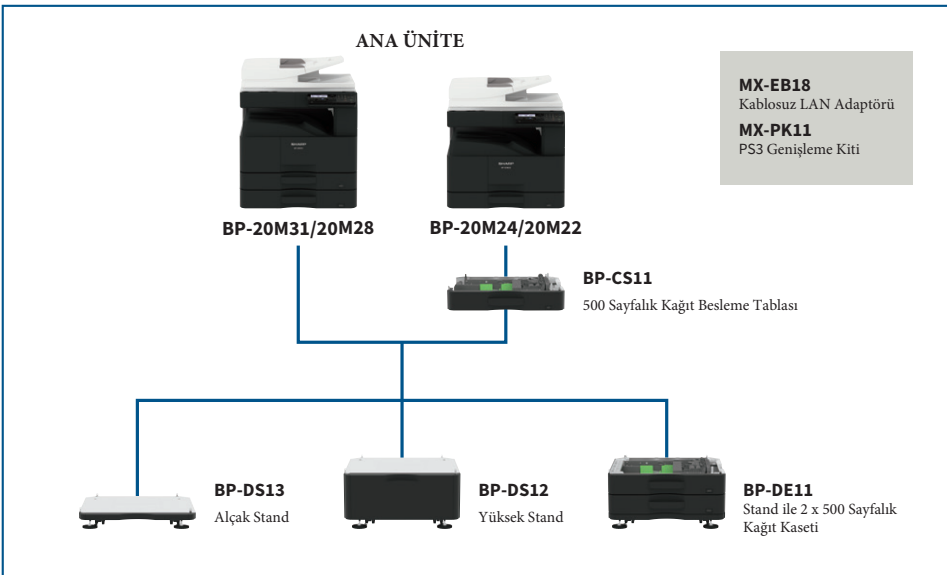 ANA ÜNİTE
MX-EB18
Kablosuz LAN Adaptörü
MX-PK11
PS3 Genişleme Kiti
BP-20M31/20M28
BP-20M24/20M22
BP-CS11
500 Sayfalık Kağıt Besleme Tablası
BP-DS13
Alçak Stand
BP-DS12
Yüksek Stand
BP-DE11
Stand ile 2 x 500 Sayfalık
Kağıt Kaseti